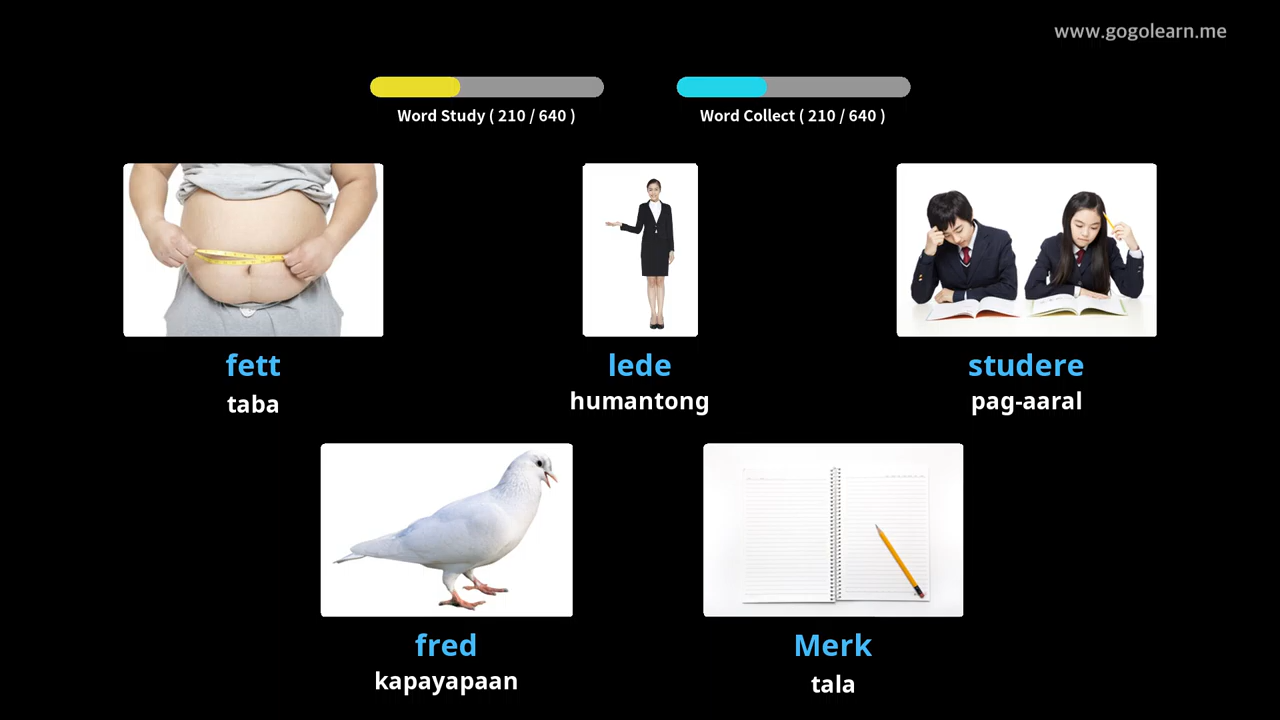 www.gogolearn.me
Word Study ( 210 / 640 )
Word Collect ( 210 / 640 )
fett
taba
lede
humantong
studere
pag-aaral
fred
kapayapaan
Merk
tala